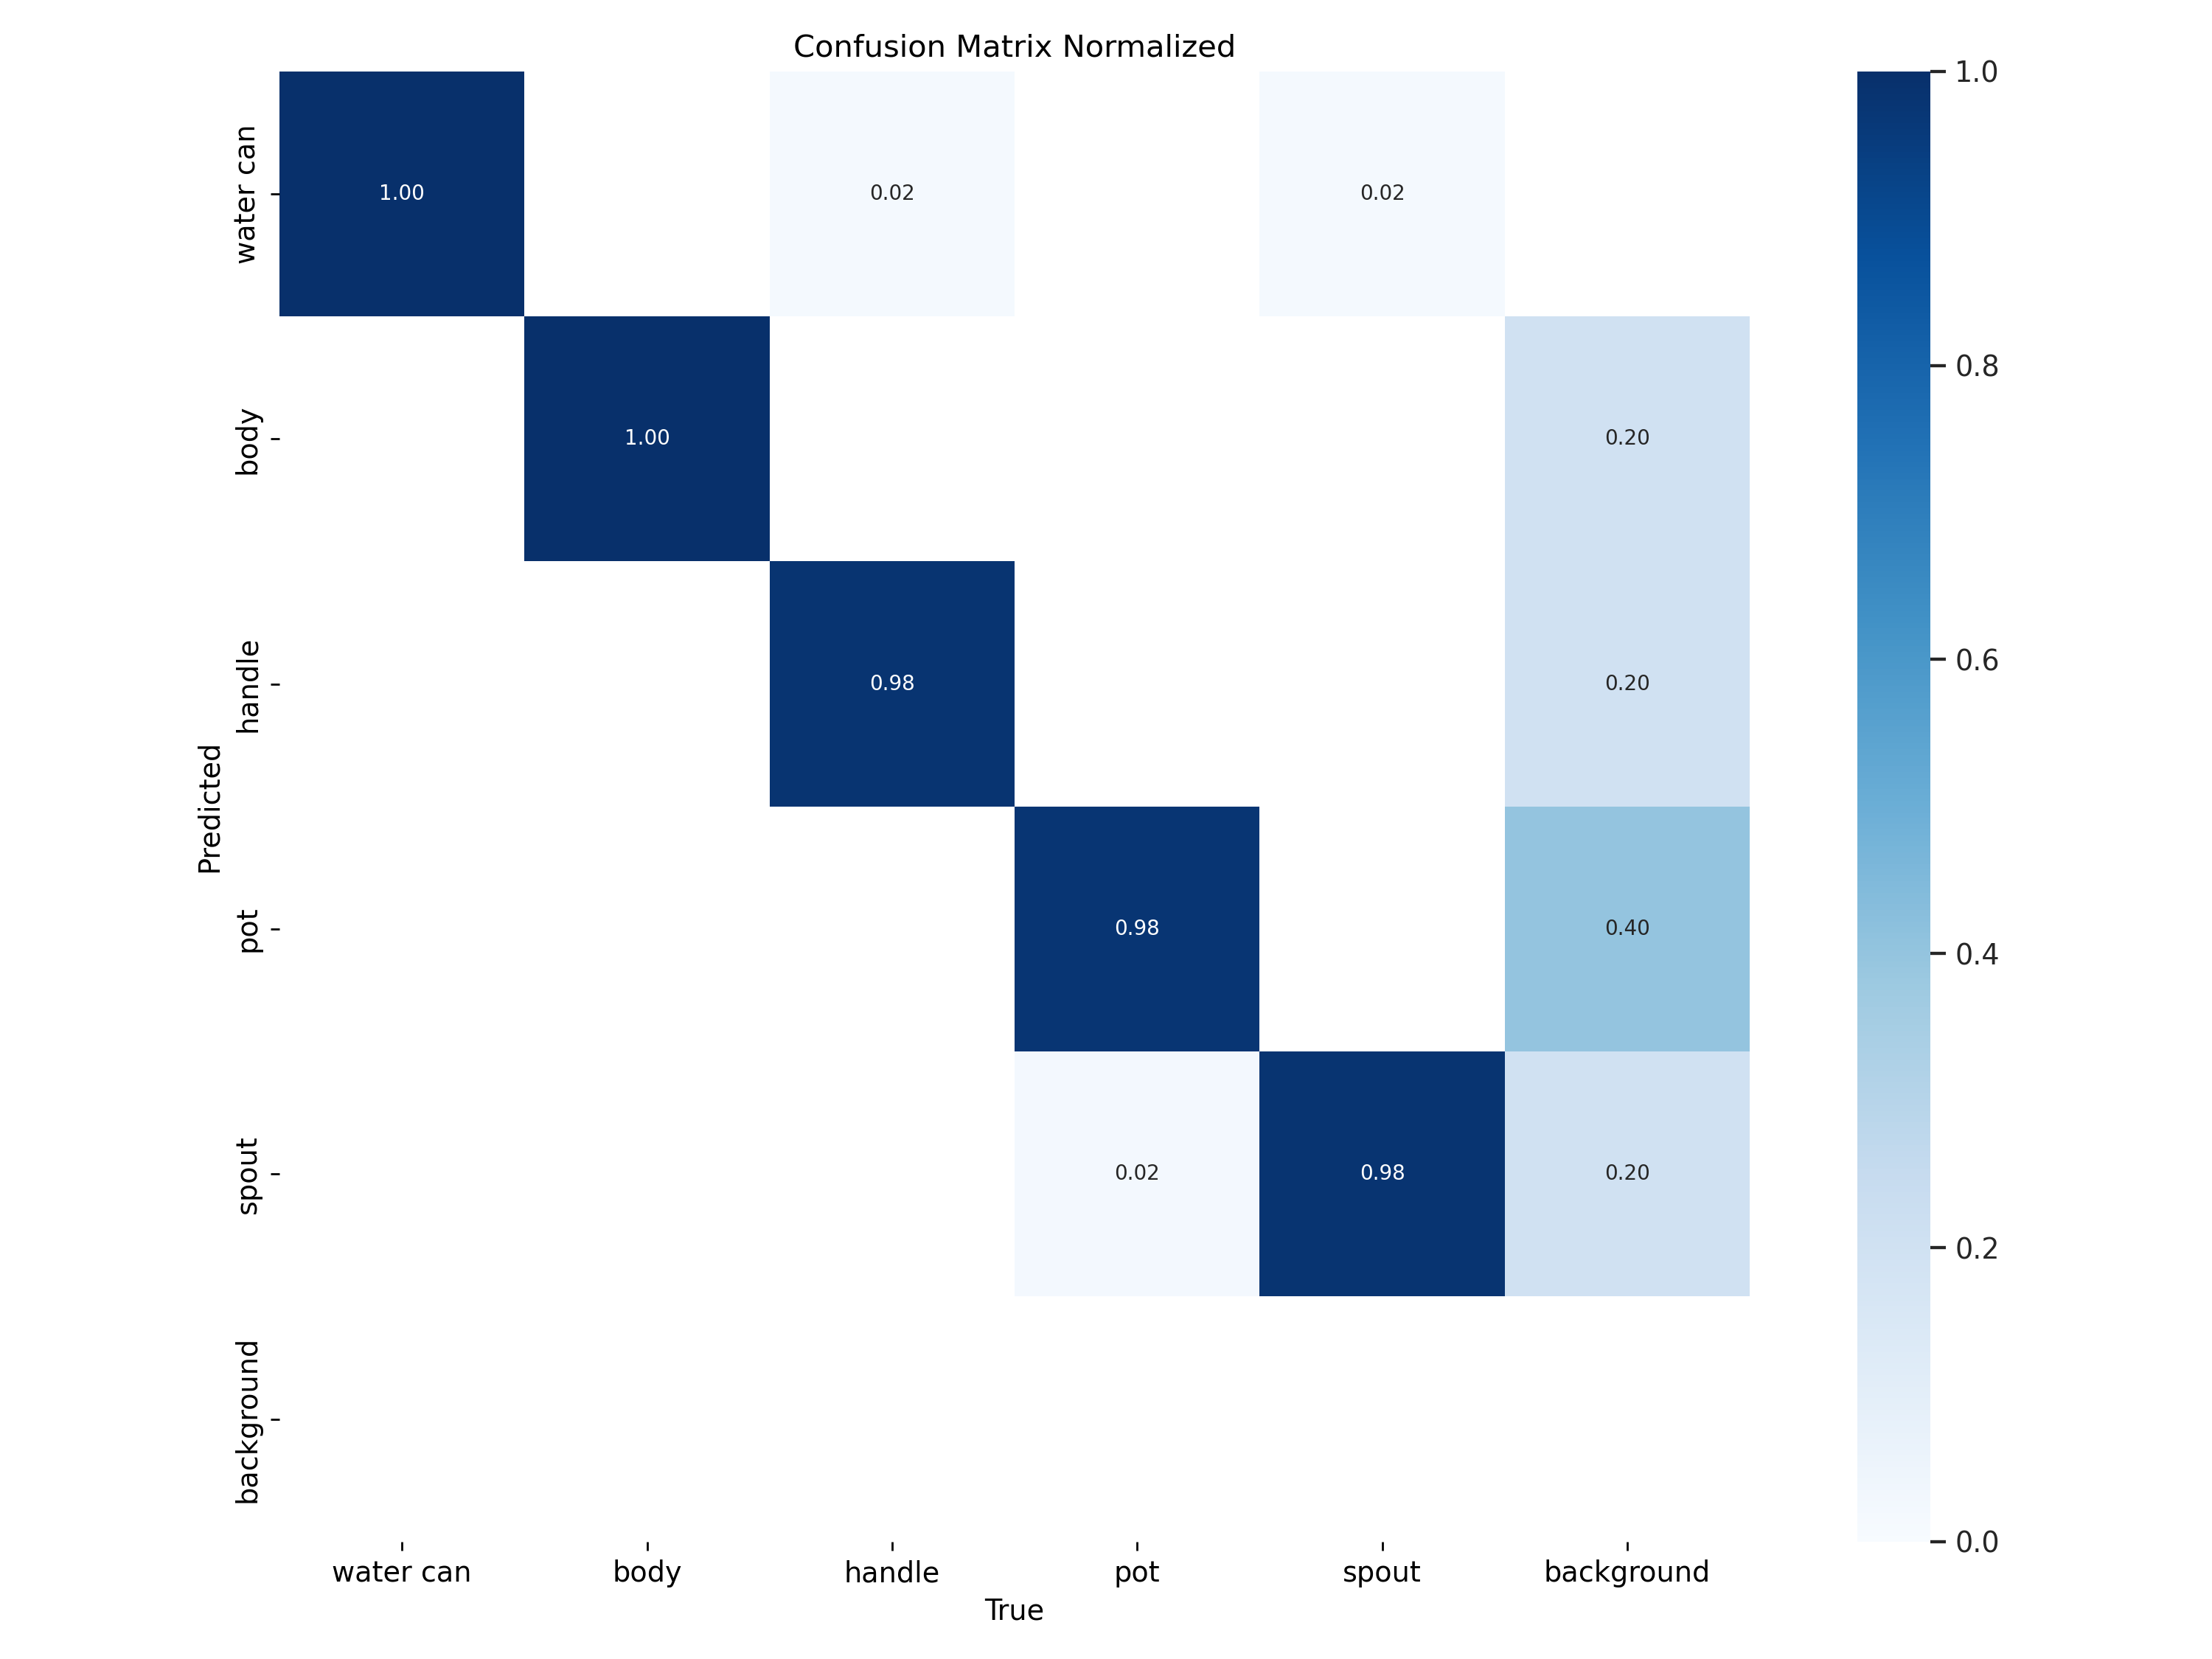 Confusion Matrix Normalized
water can
1.00
0.02
0.02
body
1.00
0.20
handle
0.98
0.20
pot
0.98
0.40
spout
0.02
0.98
0.20
background
Predicted
water can
body
handle
pot
spout
background
True
1.0
0.8
0.6
0.4
0.2
0.0